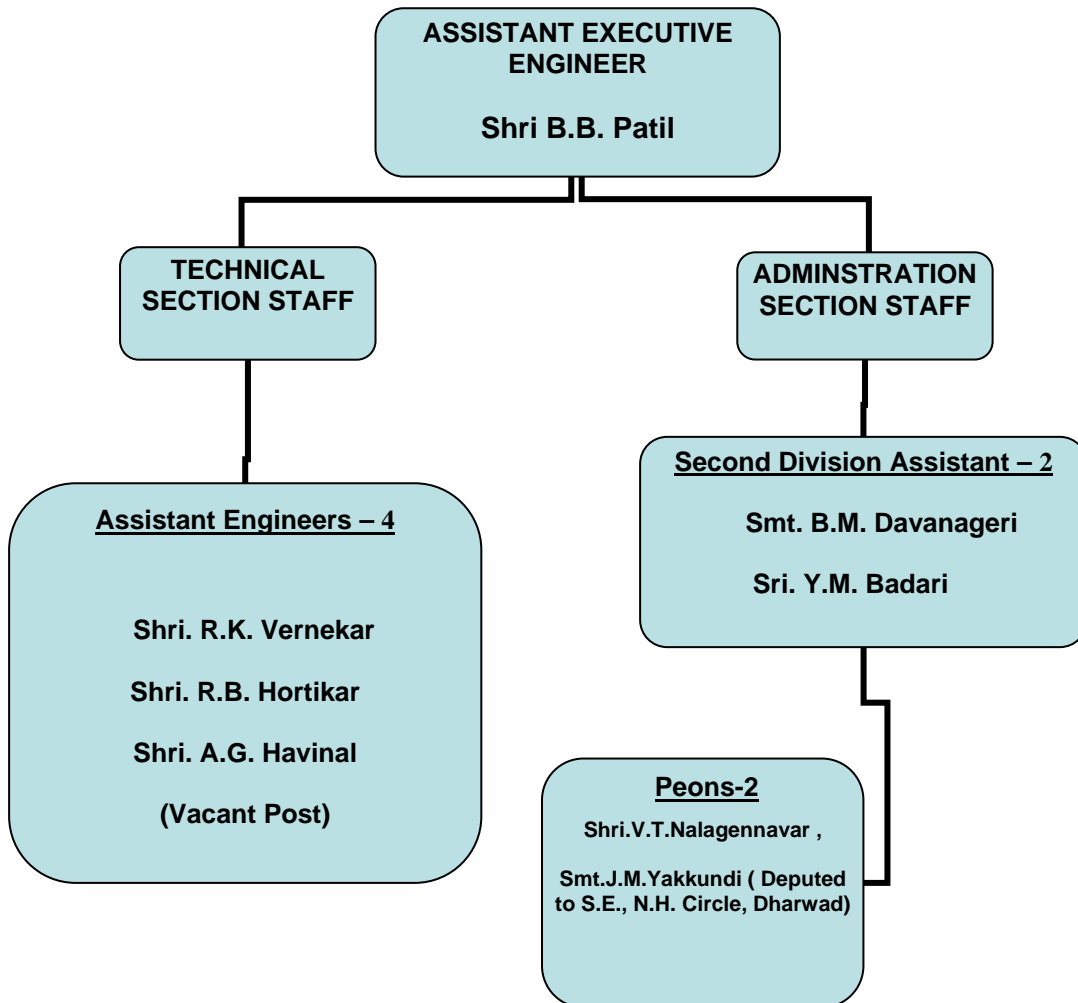 ASSISTANT EXECUTIVE
ENGINEER
Shri B.B. Patil
TECHNICAL
SECTION STAFF
ADMINSTRATION
SECTION STAFF
Assistant Engineers – 4
Shri. R.K. Vernekar
Shri. R.B. Hortikar
Shri. A.G. Havinal
(Vacant Post)
Second Division Assistant – 2
Smt. B.M. Davanageri
Sri. Y.M. Badari
Peons-2
Shri.V.T.Nalagennavar ,
Smt.J.M.Yakkundi ( Deputed
to S.E., N.H. Circle, Dharwad)